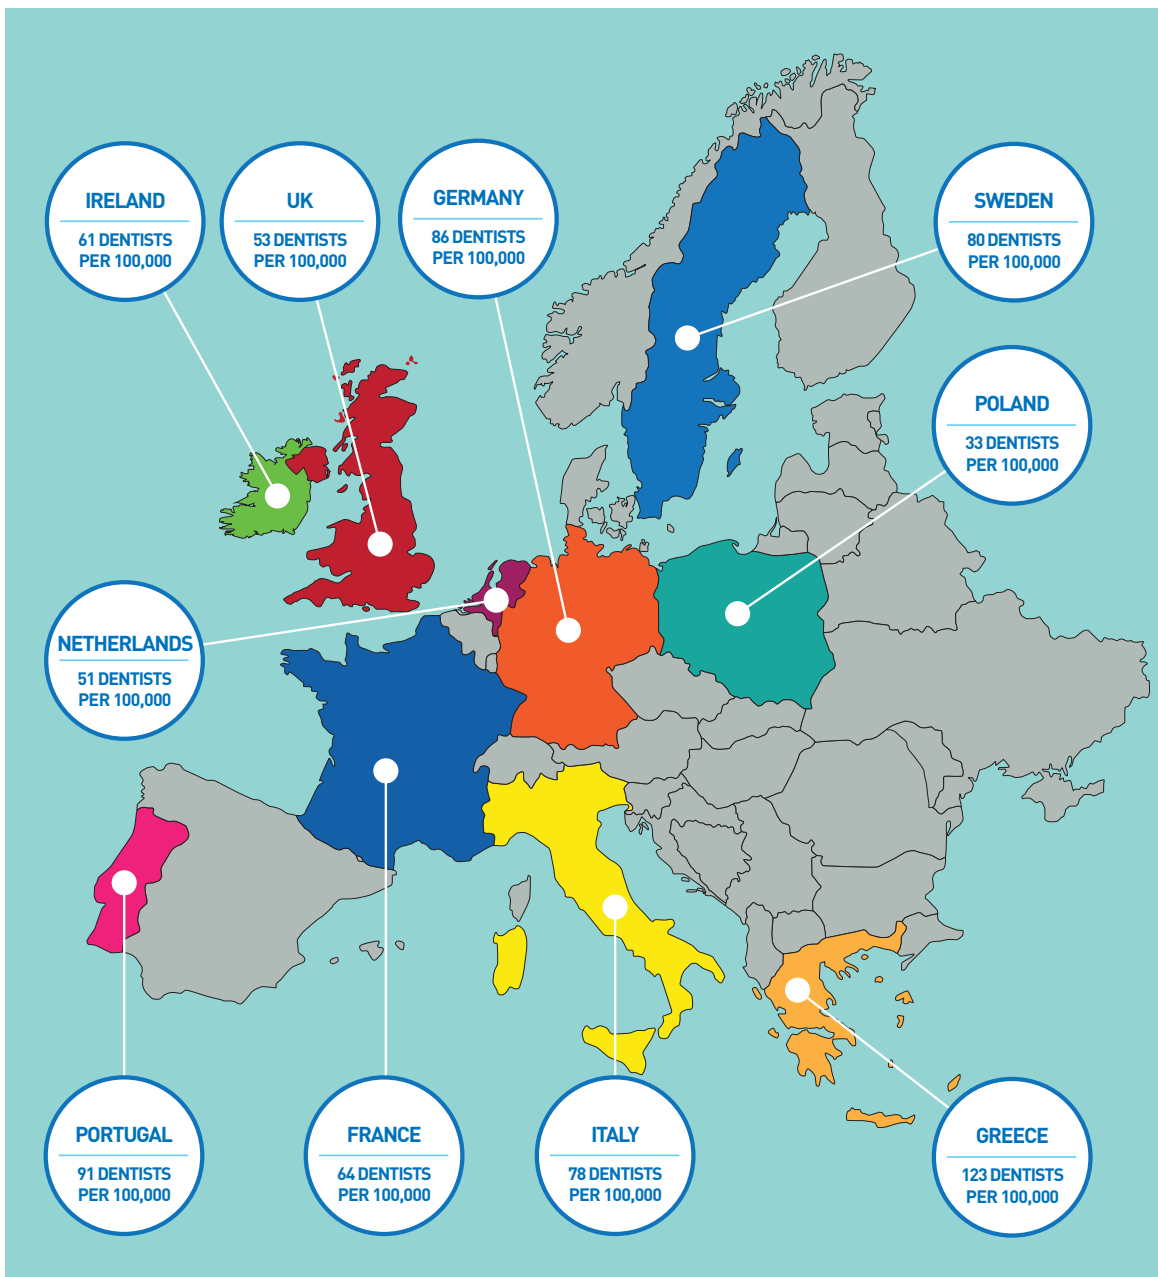 IRELAND
61 DENTISTS
PER 100,000
UK
53 DENTISTS
PER 100,000
GERMANY
86 DENTISTS
PER 100,000
SWEDEN
80 DENTISTS
PER 100,000
POLAND
33 DENTISTS
PER 100,000
NETHERLANDS
51 DENTISTS
PER 100,000
PORTUGAL
91 DENTISTS
PER 100,000
FRANCE
64 DENTISTS
PER 100,000
ITALY
78 DENTISTS
PER 100,000
GREECE
123 DENTISTS
PER 100,000